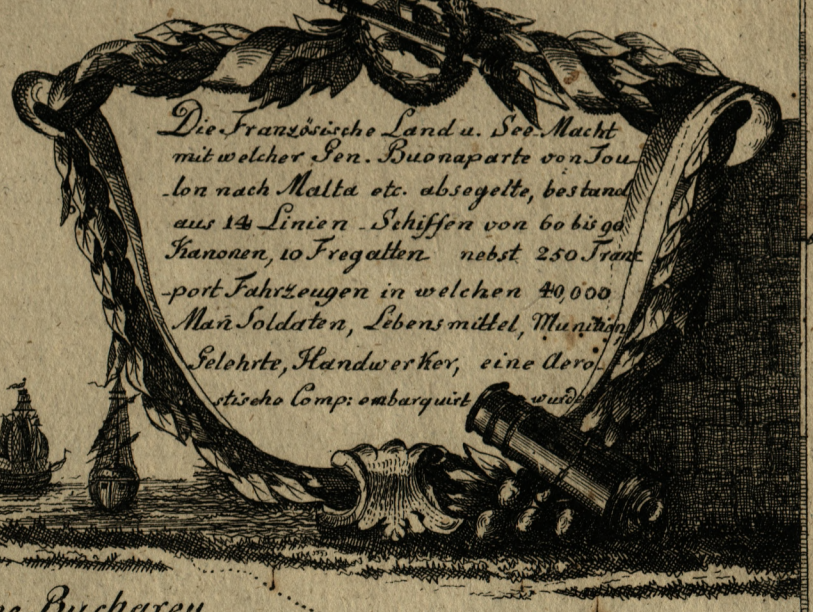 Die Französische Land u. See-Macht
mit welcher Gen. Buonaparte von Tou
-lon nach Malta etc. absegelte, bestand
aus 14 Linien-Schiffen von 60 bis 90
Kanonen, 10 Fregatten nebst 250 Trans
-port Fahrzeugen in welchen 40,000
Mañ Soldaten, Lebensmittel, Munition,
Gelehrte, Handwerker, eine Aero-
stische Comp: embarquirt wurde
Bucharey